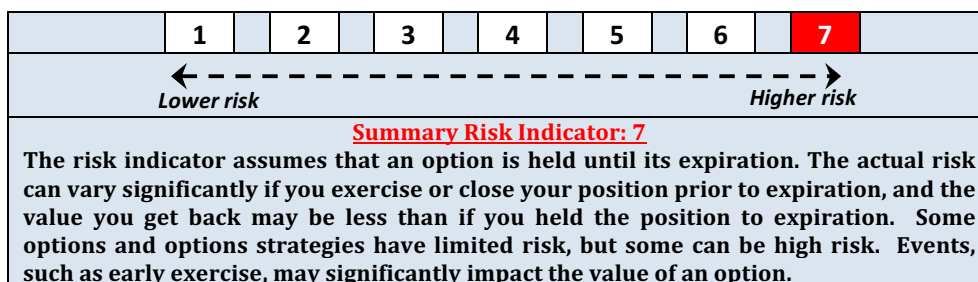 1 2 3 4 5 6 7
Lower risk Higher risk
Summary Risk Indicator: 7
The risk indicator assumes that an option is held until its expiration. The actual risk
can vary significantly if you exercise or close your position prior to expiration, and the
value you get back may be less than if you held the position to expiration.  Some
options and options strategies have limited risk, but some can be high risk.  Events,
such as early exercise, may significantly impact the value of an option.